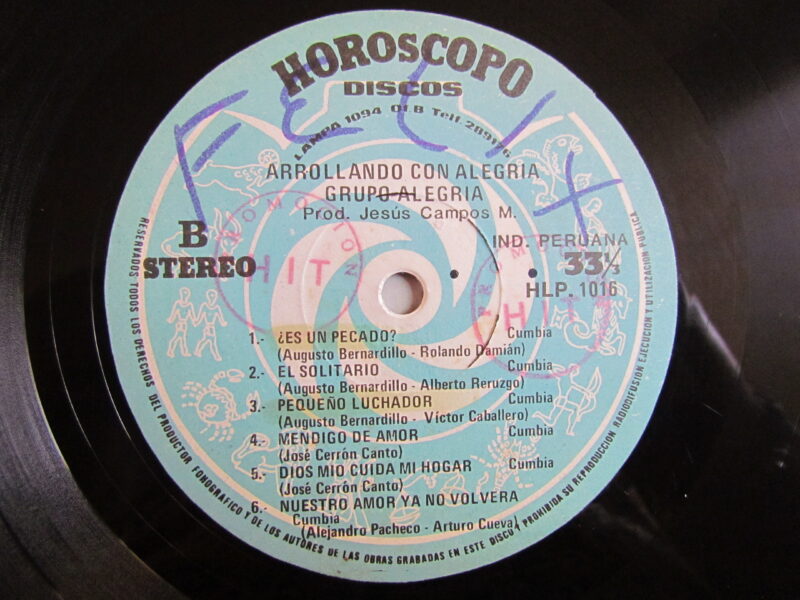 HOROSCOPO
DISCOS
LAMPA 1094 Of B Telf. 289176
FELIX
ARROLLANDO CON ALEGRIA
GRUPO ALEGRIA
Prod. Jesús Campos M.
B
STEREO
PROMOTION
HIT
IND. PERUANA
33⅓
HLP. 1016
PROMOTION
HIT
1.- ¿ES UN PECADO? Cumbia
(Augusto Bernardillo - Rolando Damián)
2.- EL SOLITARIO Cumbia
(Augusto Bernardillo - Alberto Reruzgo)
3.- PEQUEÑO LUCHADOR Cumbia
(Augusto Bernardillo - Víctor Caballero)
4.- MENDIGO DE AMOR Cumbia
(José Cerrón Canto)
5.- DIOS MIO CUIDA MI HOGAR Cumbia
(José Cerrón Canto)
6.- NUESTRO AMOR YA NO VOLVERA
Cumbia
(Alejandro Pacheco - Arturo Cueva)
RESERVADOS TODOS LOS DERECHOS DEL PRODUCTOR FONOGRAFICO Y DE LOS AUTORES DE LAS OBRAS GRABADAS EN ESTE DISCO / PROHIBIDA SU REPRODUCCION RADIODIFUSION EJECUCION Y UTILIZACION PUBLICA